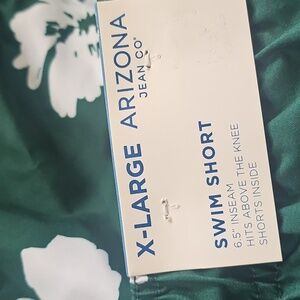 X-LARGE ARIZONA
JEAN CO®
SWIM SHORT
6.5" INSEAM
HITS ABOVE THE KNEE
SHORTS INSIDE